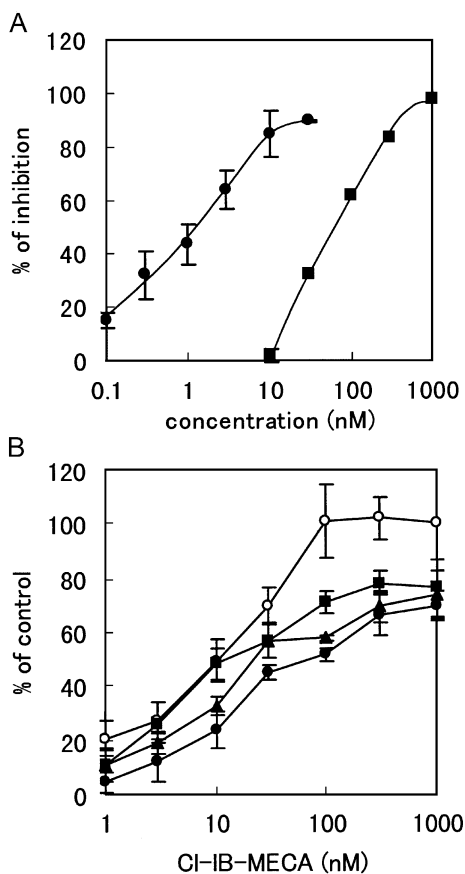 A
120
100
80
60
40
20
0
% of inhibition
0.1 1 10 100 1000
concentration (nM)
B
120
100
80
60
40
20
0
% of control
1 10 100 1000
Cl-IB-MECA (nM)